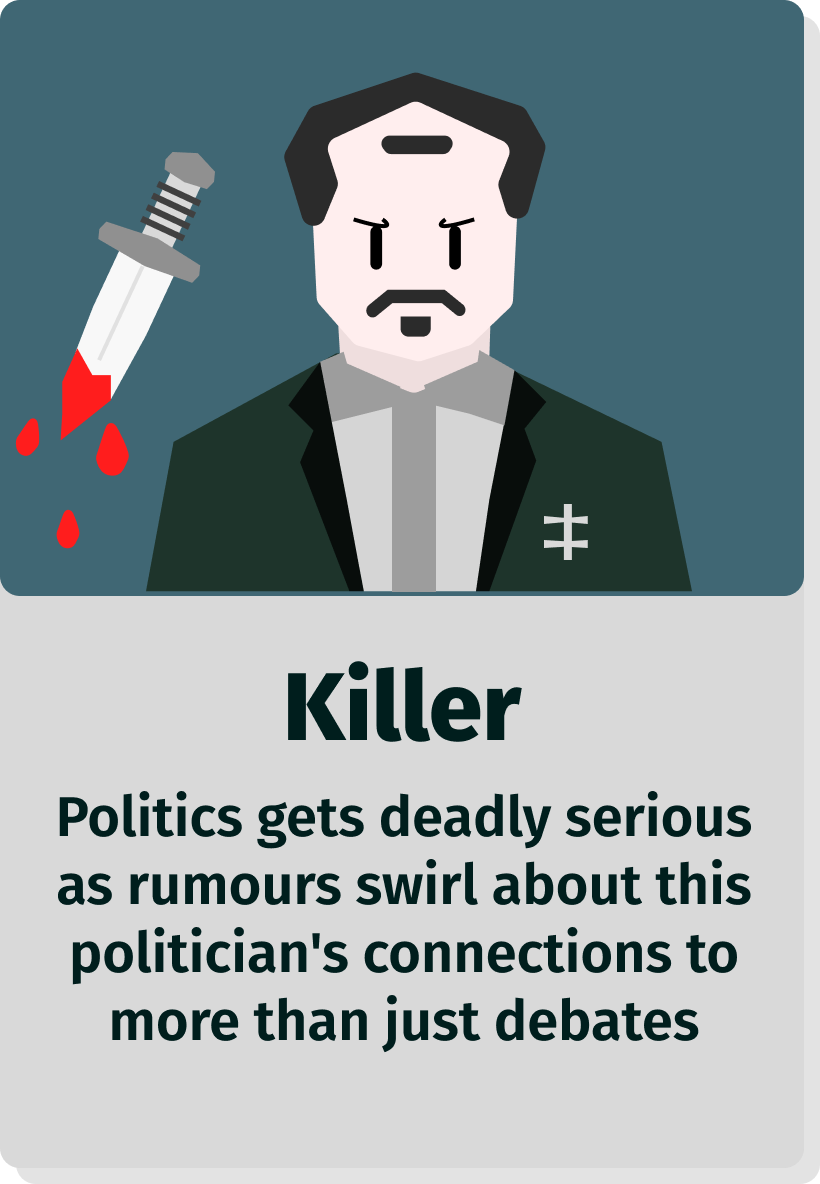 Killer
Politics gets deadly serious
as rumours swirl about this
politician's connections to
more than just debates